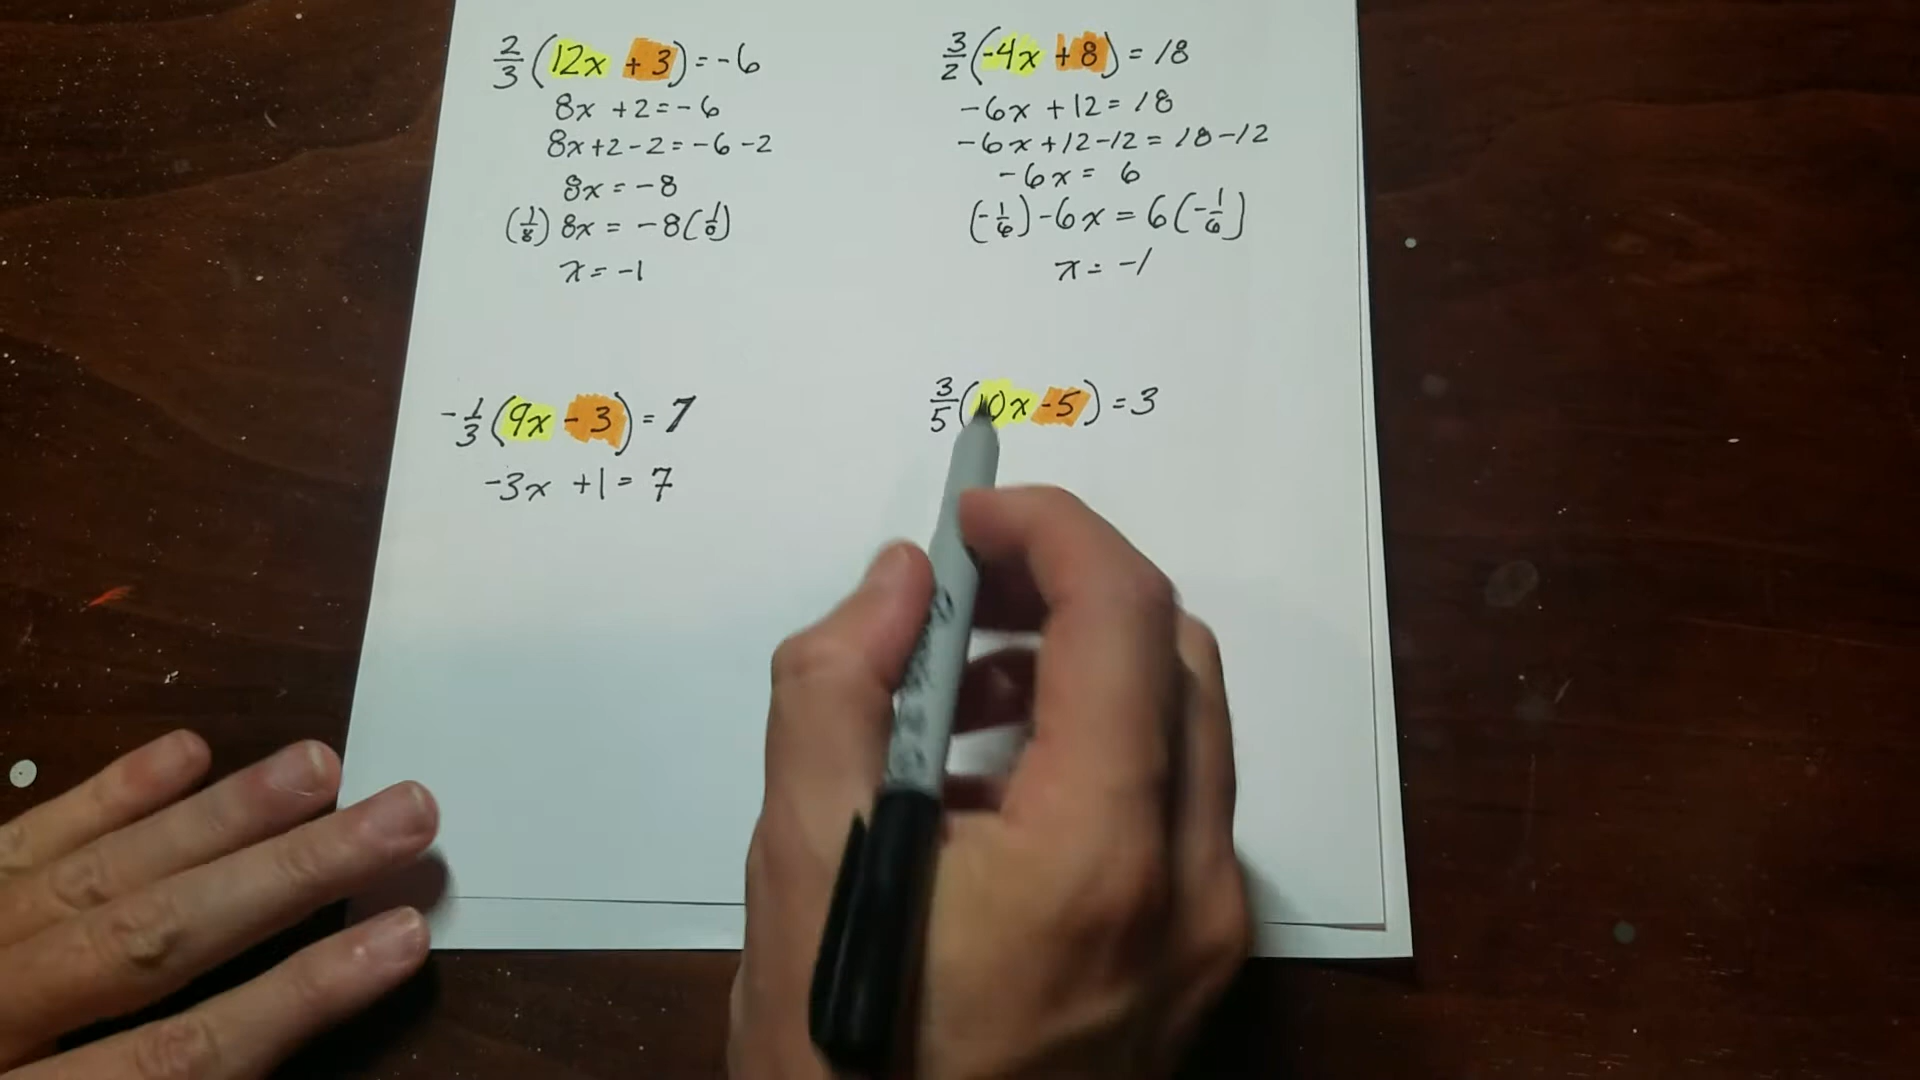 2/3 (12x + 3) = -6
8x + 2 = -6
8x + 2 - 2 = -6 - 2
8x = -8
(1/8) 8x = -8 (1/8)
x = -1
3/2 (-4x + 8) = 18
-6x + 12 = 18
-6x + 12 - 12 = 18 - 12
-6x = 6
(-1/6) -6x = 6 (-1/6)
x = -1
-1/3 (9x - 3) = 7
-3x + 1 = 7
3/5 (10x - 5) = 3